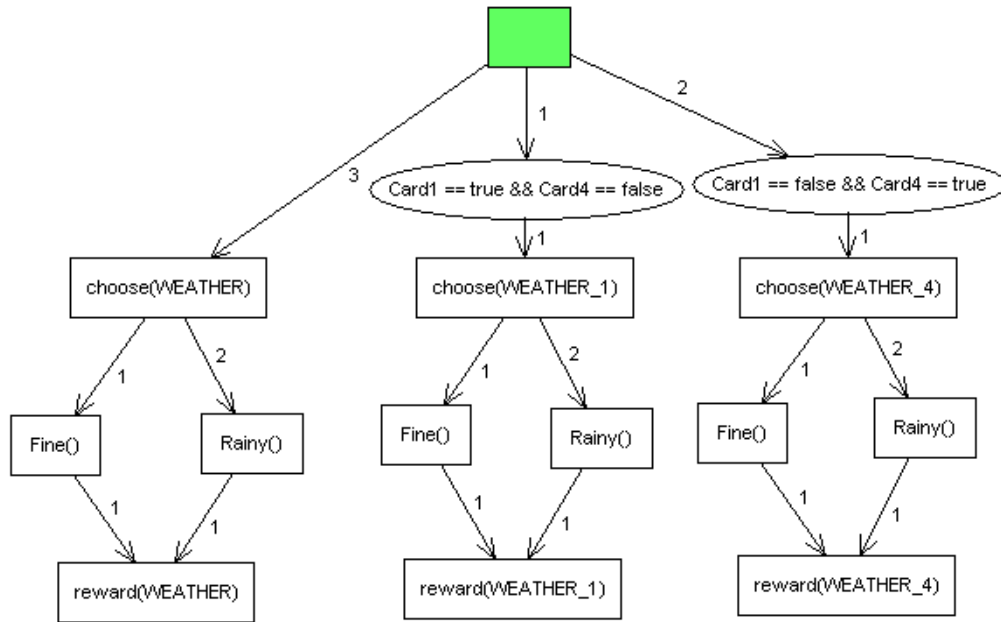 3
1
2
Card1 == true && Card4 == false
Card1 == false && Card4 == true
1
1
choose(WEATHER)
choose(WEATHER_1)
choose(WEATHER_4)
1
2
1
2
1
2
Fine()
Rainy()
Fine()
Rainy()
Fine()
Rainy()
1
1
1
1
1
1
reward(WEATHER)
reward(WEATHER_1)
reward(WEATHER_4)